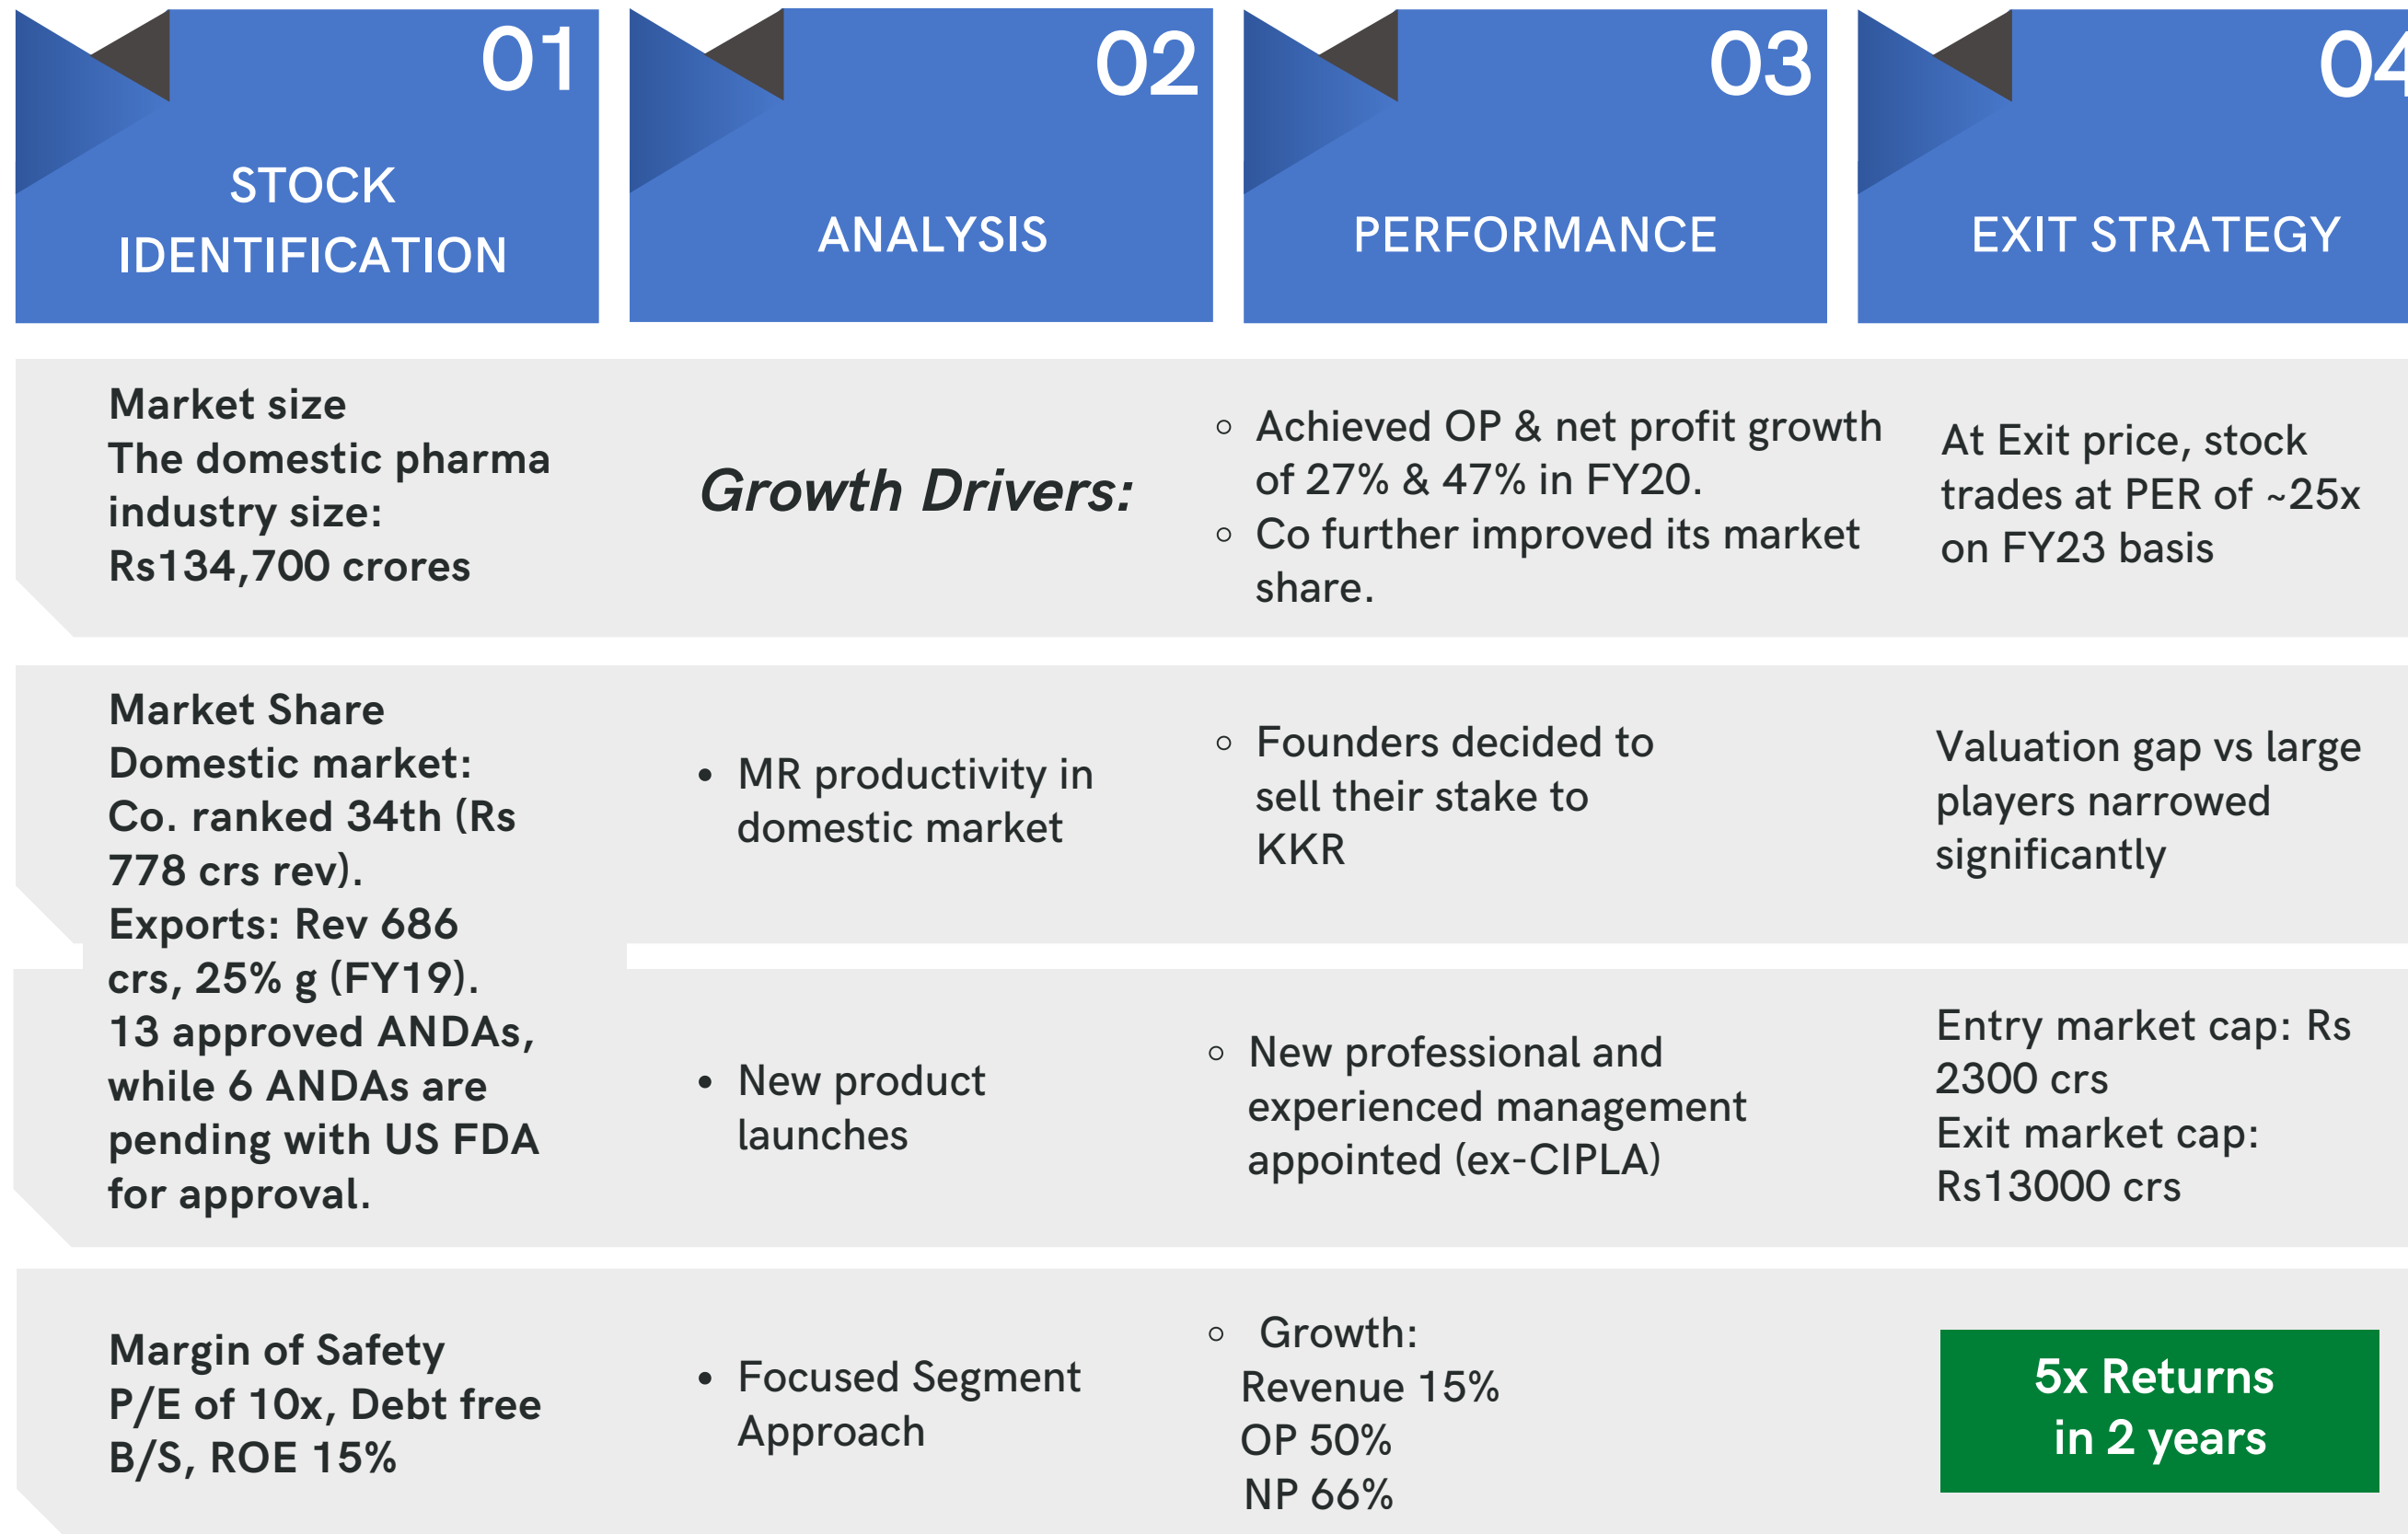 01
STOCK
IDENTIFICATION
02
ANALYSIS
03
PERFORMANCE
04
EXIT STRATEGY
Market size
The domestic pharma
industry size:
Rs134,700 crores
Growth Drivers:
◦ Achieved OP & net profit growth
of 27% & 47% in FY20.
◦ Co further improved its market
share.
At Exit price, stock
trades at PER of ~25x
on FY23 basis
Market Share
Domestic market:
Co. ranked 34th (Rs
778 crs rev).
Exports: Rev 686
crs, 25% g (FY19).
13 approved ANDAs,
while 6 ANDAs are
pending with US FDA
for approval.
• MR productivity in
domestic market
◦ Founders decided to
sell their stake to
KKR
Valuation gap vs large
players narrowed
significantly
• New product
launches
◦ New professional and
experienced management
appointed (ex-CIPLA)
Entry market cap: Rs
2300 crs
Exit market cap:
Rs13000 crs
Margin of Safety
P/E of 10x, Debt free
B/S, ROE 15%
• Focused Segment
Approach
◦ Growth:
Revenue 15%
OP 50%
NP 66%
5x Returns
in 2 years